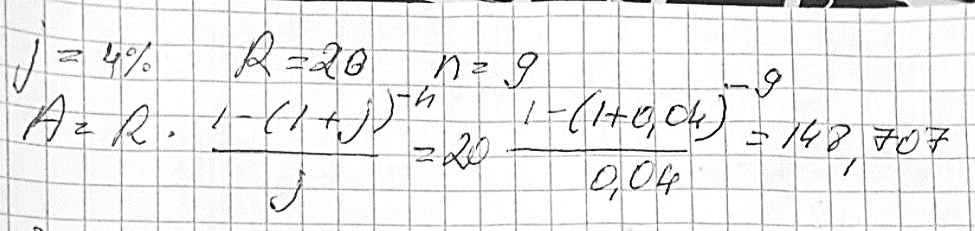 j = 4% R = 20 n = 9
A = R · (1-(1+j)^-n)/j = 20 (1-(1+0,04)^-9)/0,04 = 148,707